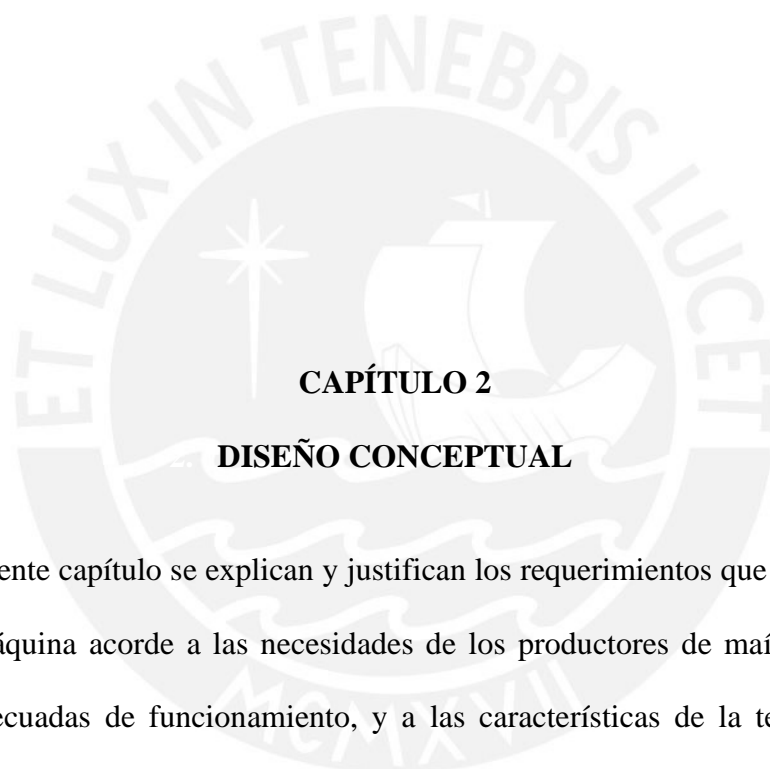 ET LUX IN TENEBRIS LUCET
CAPÍTULO 2
DISEÑO CONCEPTUAL
ente capítulo se explican y justifican los requerimientos que
áquina acorde a las necesidades de los productores de maí
ecuadas de funcionamiento, y a las características de la te
MCMXVII